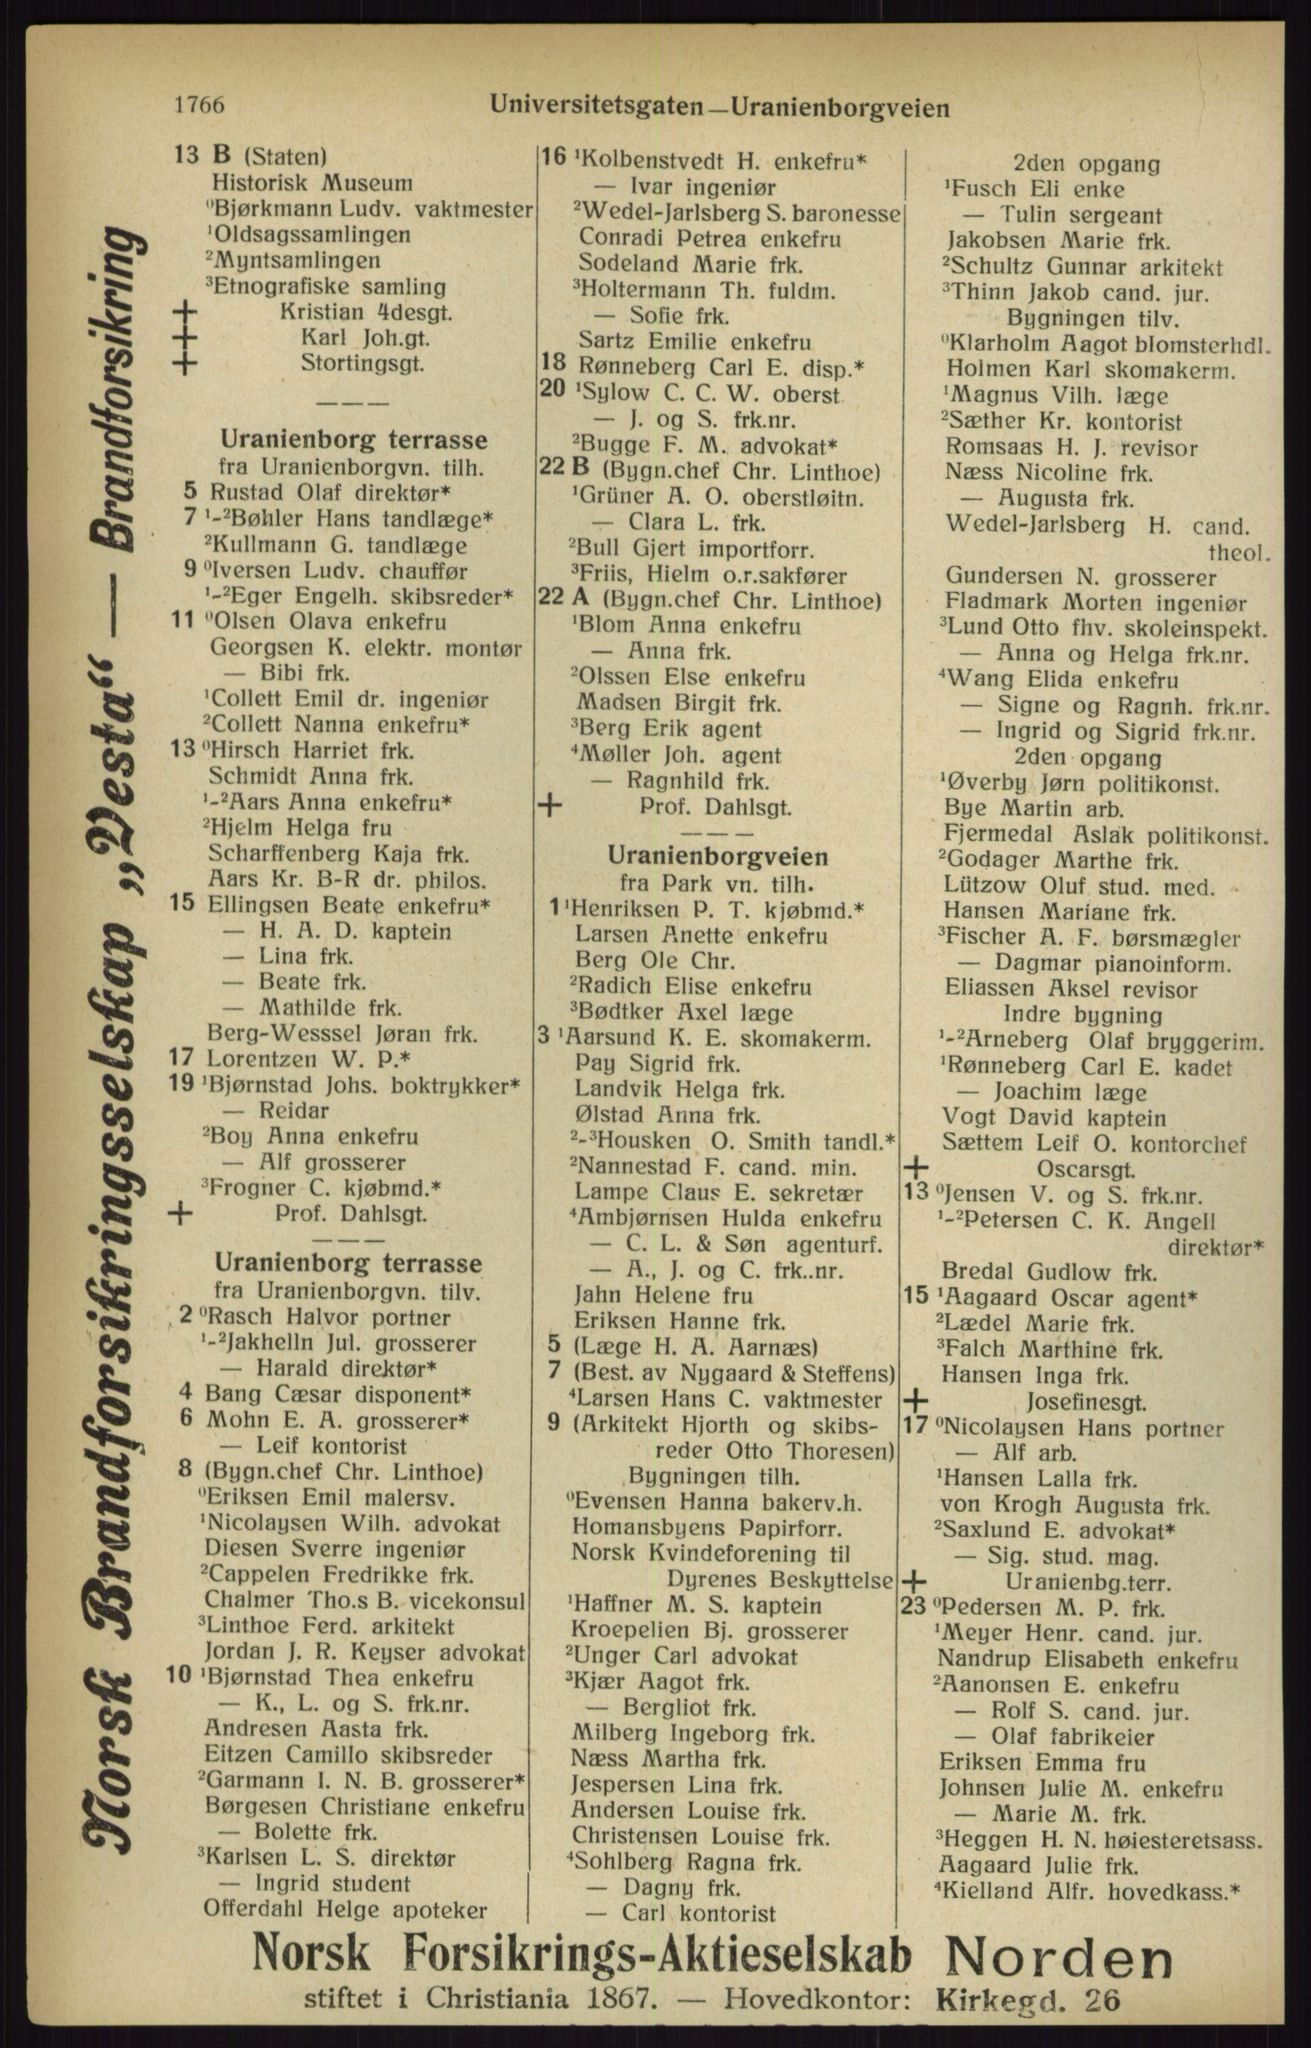 1766
Universitetsgaten—Uranienborgveien
13 B (Staten)
Historisk Museum
⁰Bjørkmann Ludv. vaktmester
¹Oldsagssamlingen
²Myntsamlingen
³Etnografiske samling
+ Kristian 4desgt.
+ Karl Joh.gt.
+ Stortingsgt.
———
Uranienborg terrasse
fra Uranienborgvn. tilh.
5 Rustad Olaf direktør*
7 ¹-²Bøhler Hans tandlæge*
²Kullmann G. tandlæge
9 ⁰Iversen Ludv. chauffør
¹-²Eger Engelh. skibsreder*
11 ⁰Olsen Olava enkefru
Georgsen K. elektr. montør
— Bibi frk.
¹Collett Emil dr. ingeniør
²Collett Nanna enkefru*
13 ⁰Hirsch Harriet frk.
Schmidt Anna frk.
¹-²Aars Anna enkefru*
²Hjelm Helga fru
Scharffenberg Kaja frk.
Aars Kr. B-R dr. philos.
15 Ellingsen Beate enkefru*
— H. A. D. kaptein
— Lina frk.
— Beate frk.
— Mathilde frk.
Berg-Wesssel Jøran frk.
17 Lorentzen W. P.*
19 ¹Bjørnstad Johs. boktrykker*
— Reidar
²Boy Anna enkefru
— Alf grosserer
³Frogner C. kjøbmd.*
+ Prof. Dahlsgt.
———
Uranienborg terrasse
fra Uranienborgvn. tilv.
2 ⁰Rasch Halvor portner
¹-²Jakhelln Jul. grosserer
— Harald direktør*
4 Bang Cæsar disponent*
6 Mohn E. A. grosserer*
— Leif kontorist
8 (Bygn.chef Chr. Linthoe)
⁰Eriksen Emil malersv.
¹Nicolaysen Wilh. advokat
Diesen Sverre ingeniør
²Cappelen Fredrikke frk.
Chalmer Tho.s B. vicekonsul
³Linthoe Ferd. arkitekt
Jordan J. R. Keyser advokat
10 ¹Bjørnstad Thea enkefru
— K., L. og S. frk.nr.
Andresen Aasta frk.
Eitzen Camillo skibsreder
²Garmann I. N. B. grosserer*
Børgesen Christiane enkefru
— Bolette frk.
³Karlsen L. S. direktør
— Ingrid student
Offerdahl Helge apoteker
16 ¹Kolbenstvedt H. enkefru*
— Ivar ingeniør
²Wedel-Jarlsberg S. baronesse
Conradi Petrea enkefru
Sodeland Marie frk.
³Holtermann Th. fuldm.
— Sofie frk.
Sartz Emilie enkefru
18 Rønneberg Carl E. disp.*
20 ¹Sylow C. C. W. oberst
— J. og S. frk.nr.
²Bugge F. M. advokat*
22 B (Bygn.chef Chr. Linthoe)
¹Grüner A. O. oberstløitn.
— Clara L. frk.
²Bull Gjert importforr.
³Friis, Hielm o.r.sakfører
22 A (Bygn.chef Chr. Linthoe)
¹Blom Anna enkefru
— Anna frk.
²Olssen Else enkefru
Madsen Birgit frk.
³Berg Erik agent
⁴Møller Joh. agent
— Ragnhild frk.
+ Prof. Dahlsgt.
———
Uranienborgveien
fra Park vn. tilh.
1 ¹Henriksen P. T. kjøbmd.*
Larsen Anette enkefru
Berg Ole Chr.
²Radich Elise enkefru
³Bødtker Axel læge
3 ¹Aarsund K. E. skomakerm.
Pay Sigrid frk.
Landvik Helga frk.
Ølstad Anna frk.
²-³Housken O. Smith tandl.*
²Nannestad F. cand. min.
Lampe Claus E. sekretær
⁴Ambjørnsen Hulda enkefru
— C. L. & Søn agenturf.
— A., J. og C. frk..nr.
Jahn Helene fru
Eriksen Hanne frk.
5 (Læge H. A. Aarnæs)
7 (Best. av Nygaard & Steffens)
⁴Larsen Hans C. vaktmester
9 (Arkitekt Hjorth og skibs-
reder Otto Thoresen)
Bygningen tilh.
⁰Evensen Hanna bakerv.h.
Homansbyens Papirforr.
Norsk Kvindeforening til
Dyrenes Beskyttelse
¹Haffner M. S. kaptein
Kroepelien Bj. grosserer
²Unger Carl advokat
³Kjær Aagot frk.
— Bergliot frk.
Milberg Ingeborg frk.
Næss Martha frk.
Jespersen Lina frk.
Andersen Louise frk.
Christensen Louise frk.
⁴Sohlberg Ragna frk.
— Dagny frk.
— Carl kontorist
2den opgang
¹Fusch Eli enke
— Tulin sergeant
Jakobsen Marie frk.
²Schultz Gunnar arkitekt
³Thinn Jakob cand. jur.
Bygningen tilv.
⁰Klarholm Aagot blomsterhdl.
Holmen Karl skomakerm.
¹Magnus Vilh. læge
²Sæther Kr. kontorist
Romsaas H. J. revisor
Næss Nicoline frk.
— Augusta frk.
Wedel-Jarlsberg H. cand.
theol.
Gundersen N. grosserer
Fladmark Morten ingeniør
³Lund Otto fhv. skoleinspekt.
— Anna og Helga frk.nr.
⁴Wang Elida enkefru
— Signe og Ragnh. frk.nr.
— Ingrid og Sigrid frk.nr.
2den opgang
¹Øverby Jørn politikonst.
Bye Martin arb.
Fjermedal Aslak politikonst.
²Godager Marthe frk.
Lützow Oluf stud. med.
Hansen Mariane frk.
³Fischer A. F. børsmægler
— Dagmar pianoinform.
Eliassen Aksel revisor
Indre bygning
¹-²Arneberg Olaf bryggerim.
¹Rønneberg Carl E. kadet
— Joachim læge
Vogt David kaptein
Sættem Leif O. kontorchef
+ Oscarsgt.
13 ⁰Jensen V. og S. frk.nr.
¹-²Petersen C. K. Angell
direktør*
Bredal Gudlow frk.
15 ¹Aagaard Oscar agent*
²Lædel Marie frk.
³Falch Marthine frk.
Hansen Inga frk.
+ Josefinesgt.
17 ⁰Nicolaysen Hans portner
— Alf arb.
¹Hansen Lalla frk.
von Krogh Augusta frk.
²Saxlund E. advokat*
— Sig. stud. mag.
+ Uranienbg.terr.
23 ⁰Pedersen M. P. frk.
¹Meyer Henr. cand. jur.
Nandrup Elisabeth enkefru
²Aanonsen E. enkefru
— Rolf S. cand. jur.
— Olaf fabrikeier
Eriksen Emma fru
Johnsen Julie M. enkefru
— Marie M. frk.
³Heggen H. N. høiesteretsass.
Aagaard Julie frk.
⁴Kielland Alfr. hovedkass.*
Norsk Brandforsikringsselskap „Vesta“ — Brandforsikring
Norsk Forsikrings-Aktieselskab Norden
stiftet i Christiania 1867. — Hovedkontor: Kirkegd. 26